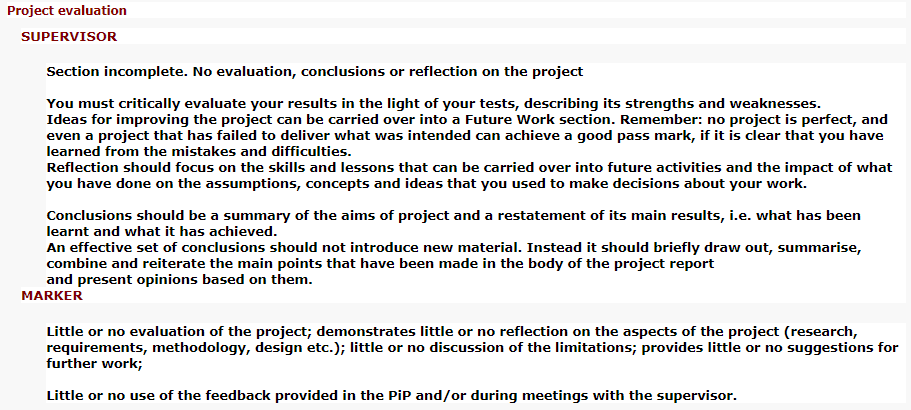 Project evaluation
SUPERVISOR
Section incomplete. No evaluation, conclusions or reflection on the project
You must critically evaluate your results in the light of your tests, describing its strengths and weaknesses.
Ideas for improving the project can be carried over into a Future Work section. Remember: no project is perfect, and
even a project that has failed to deliver what was intended can achieve a good pass mark, if it is clear that you have
learned from the mistakes and difficulties.
Reflection should focus on the skills and lessons that can be carried over into future activities and the impact of what
you have done on the assumptions, concepts and ideas that you used to make decisions about your work.
Conclusions should be a summary of the aims of project and a restatement of its main results, i.e. what has been
learnt and what it has achieved.
An effective set of conclusions should not introduce new material. Instead it should briefly draw out, summarise,
combine and reiterate the main points that have been made in the body of the project report
and present opinions based on them.
MARKER
Little or no evaluation of the project; demonstrates little or no reflection on the aspects of the project (research,
requirements, methodology, design etc.); little or no discussion of the limitations; provides little or no suggestions for
further work;
Little or no use of the feedback provided in the PiP and/or during meetings with the supervisor.